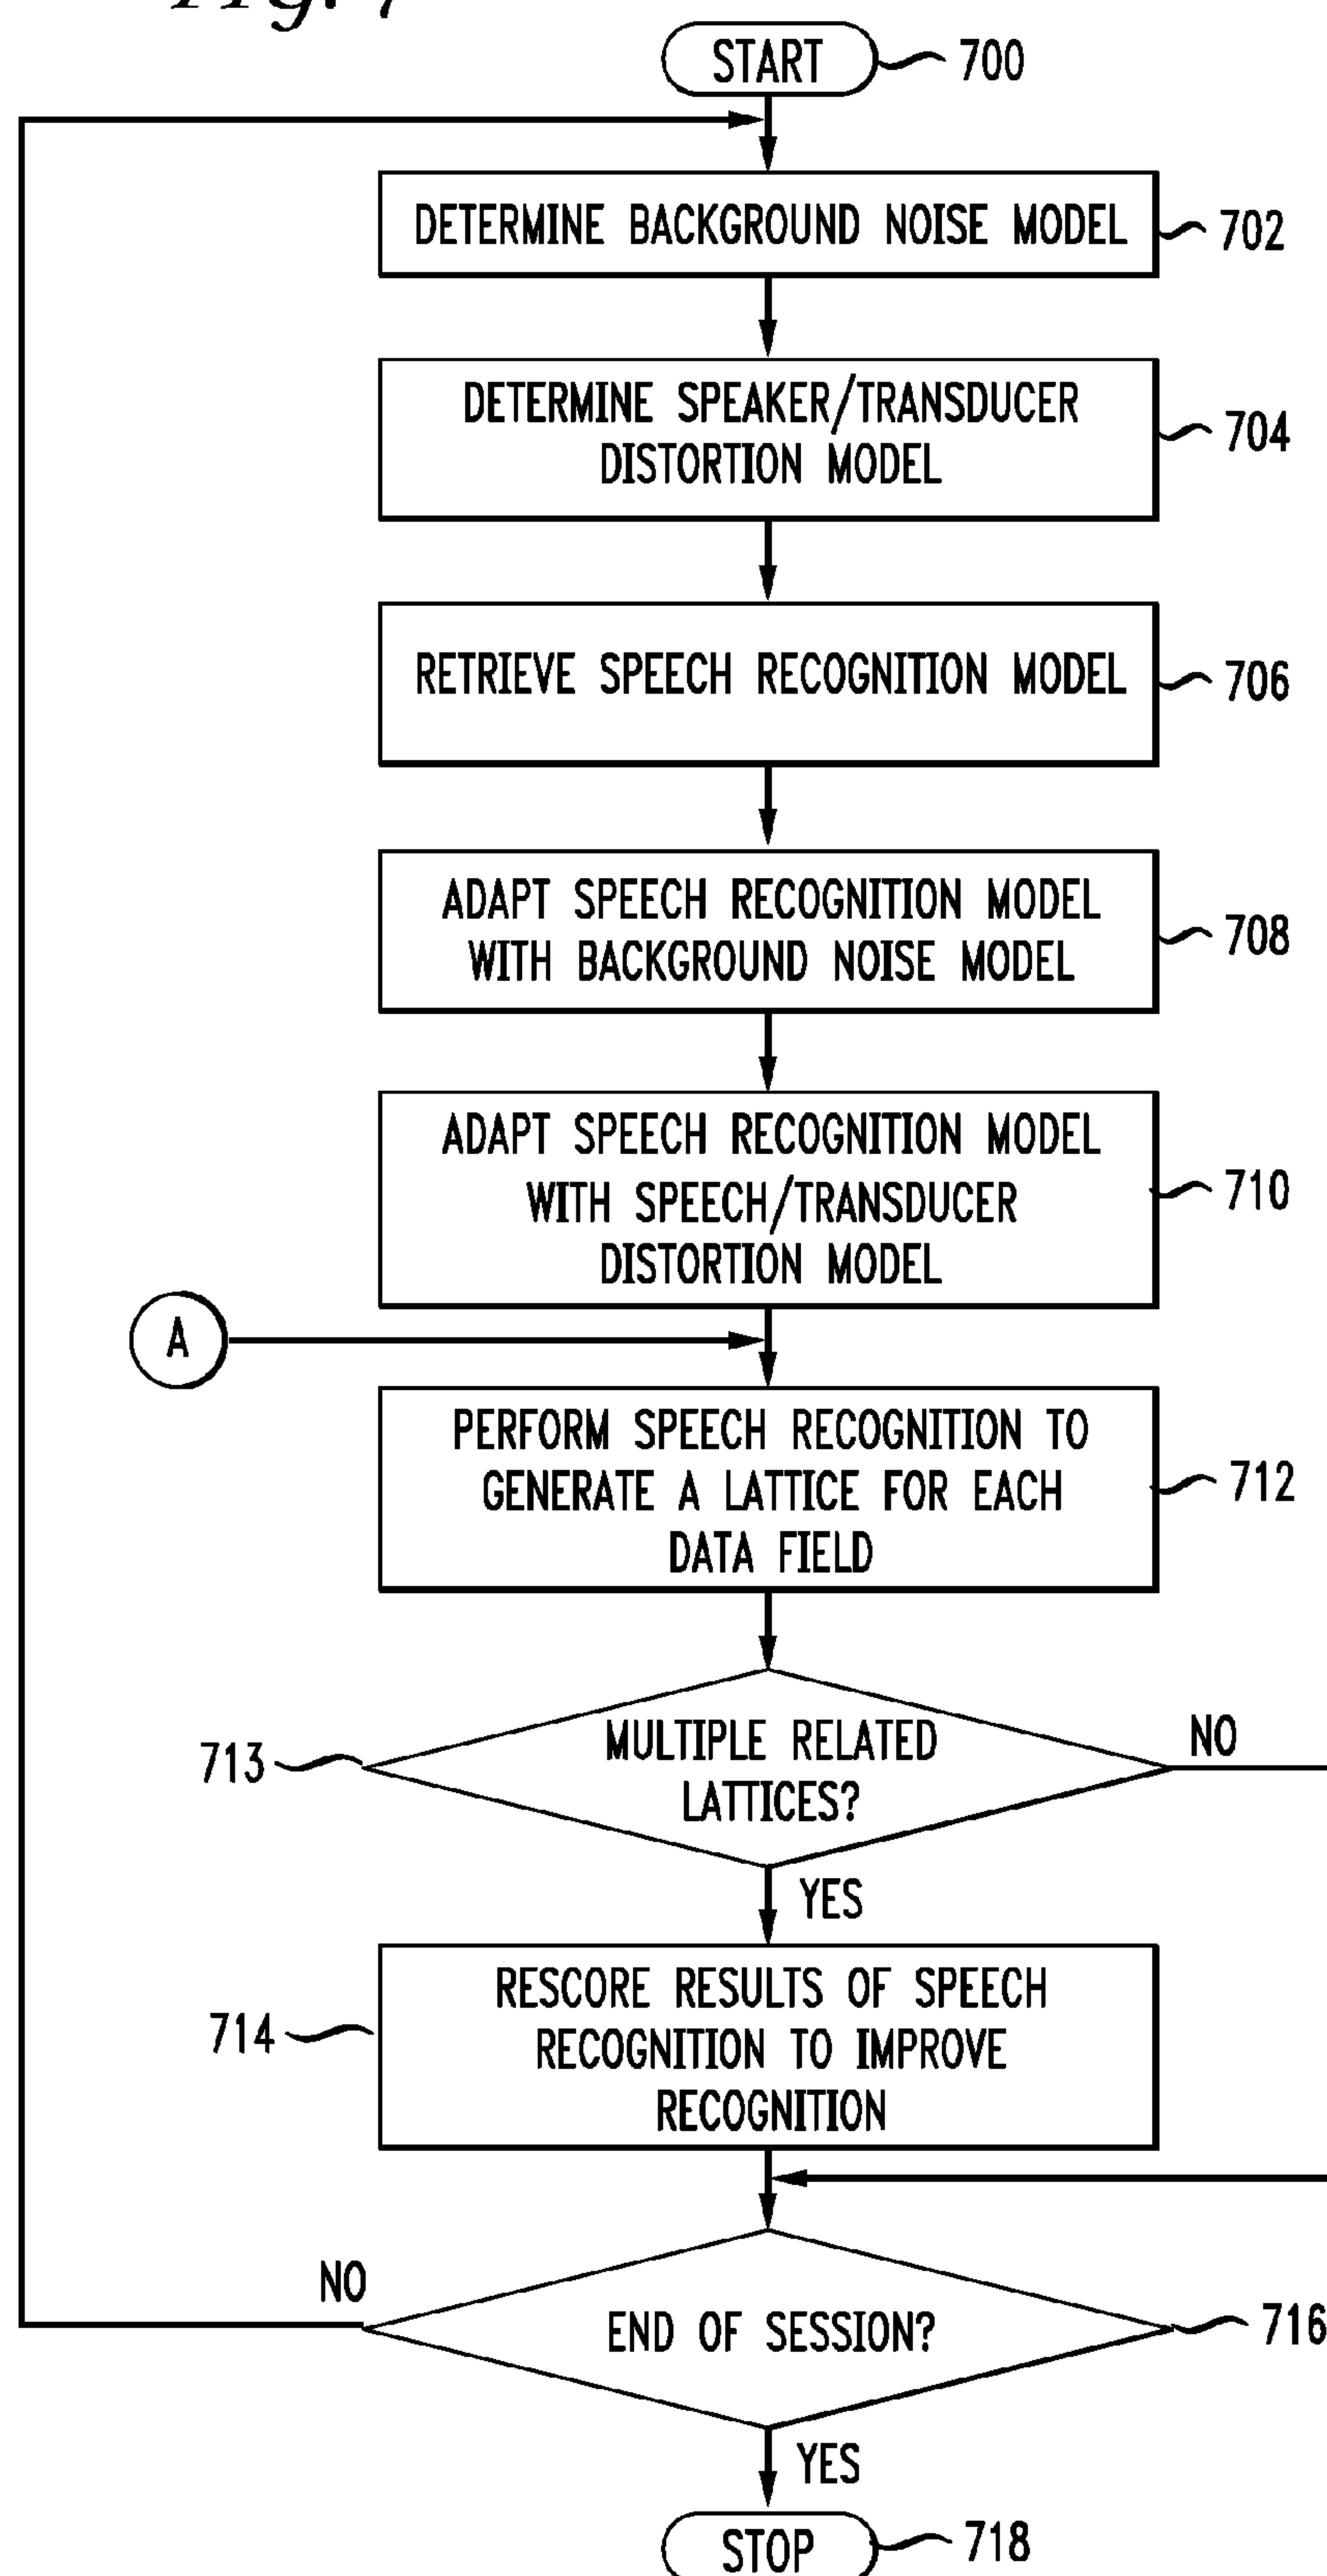 Fig. 7
START
700
DETERMINE BACKGROUND NOISE MODEL
702
DETERMINE SPEAKER/TRANSDUCER
DISTORTION MODEL
704
RETRIEVE SPEECH RECOGNITION MODEL
706
ADAPT SPEECH RECOGNITION MODEL
WITH BACKGROUND NOISE MODEL
708
ADAPT SPEECH RECOGNITION MODEL
WITH SPEECH/TRANSDUCER
DISTORTION MODEL
710
A
PERFORM SPEECH RECOGNITION TO
GENERATE A LATTICE FOR EACH
DATA FIELD
712
713
MULTIPLE RELATED
LATTICES?
NO
YES
714
RESCORE RESULTS OF SPEECH
RECOGNITION TO IMPROVE
RECOGNITION
NO
END OF SESSION?
716
YES
STOP
718